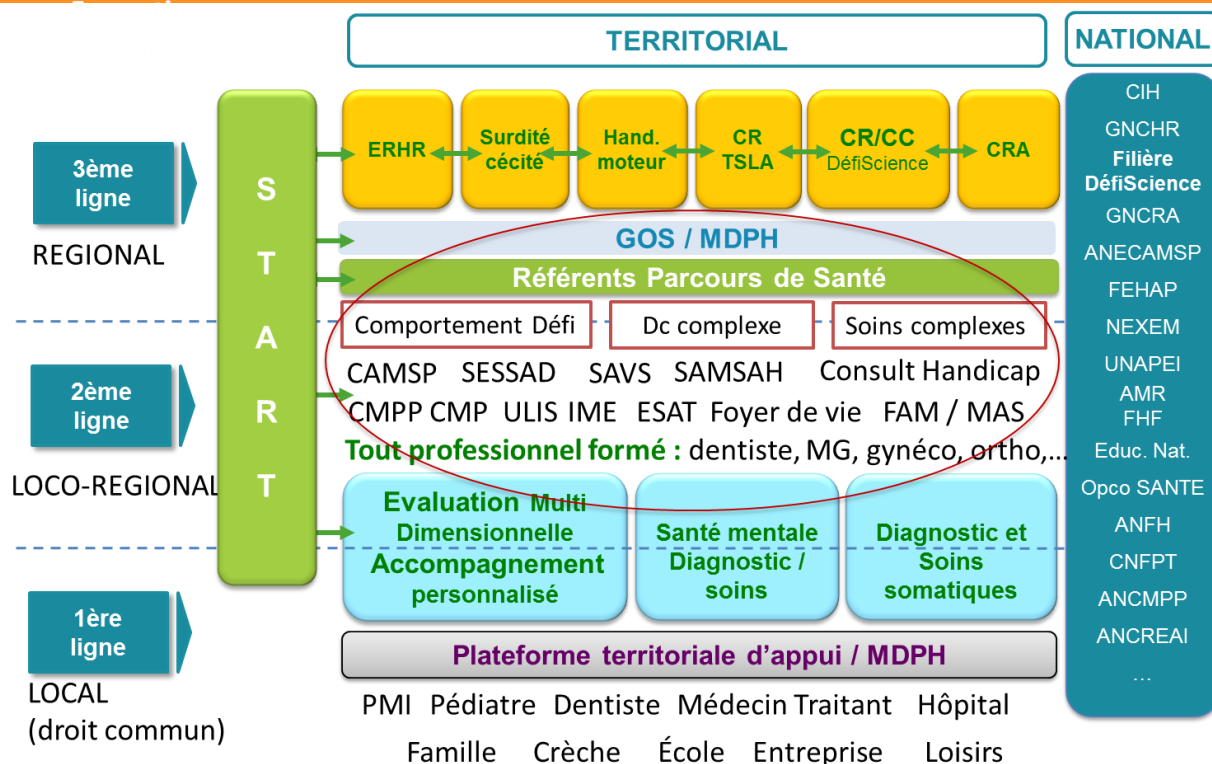 TERRITORIAL
NATIONAL
S
T
A
R
T
3ème
ligne
REGIONAL
2ème
ligne
LOCO-REGIONAL
1ère
ligne
LOCAL
(droit commun)
ERHR
Surdité
cécité
Hand.
moteur
CR
TSLA
CR/CC
DéfiScience
CRA
GOS / MDPH
Référents Parcours de Santé
Comportement Défi
Dc complexe
Soins complexes
CAMSP SESSAD SAVS SAMSAH Consult Handicap
CMPP CMP ULIS IME ESAT Foyer de vie FAM / MAS
Tout professionnel formé : dentiste, MG, gynéco, ortho,...
Evaluation Multi
Dimensionnelle
Accompagnement
personnalisé
Santé mentale
Diagnostic /
soins
Diagnostic et
Soins
somatiques
Plateforme territoriale d'appui / MDPH
PMI Pédiatre Dentiste Médecin Traitant Hôpital
Famille Crèche École Entreprise Loisirs
CIH
GNCHR
Filière
DéfiScience
GNCRA
ANECAMSP
FEHAP
NEXEM
UNAPEI
AMR
FHF
Educ. Nat.
Opco SANTE
ANFH
CNFPT
ANCMPP
ANCREAI
...